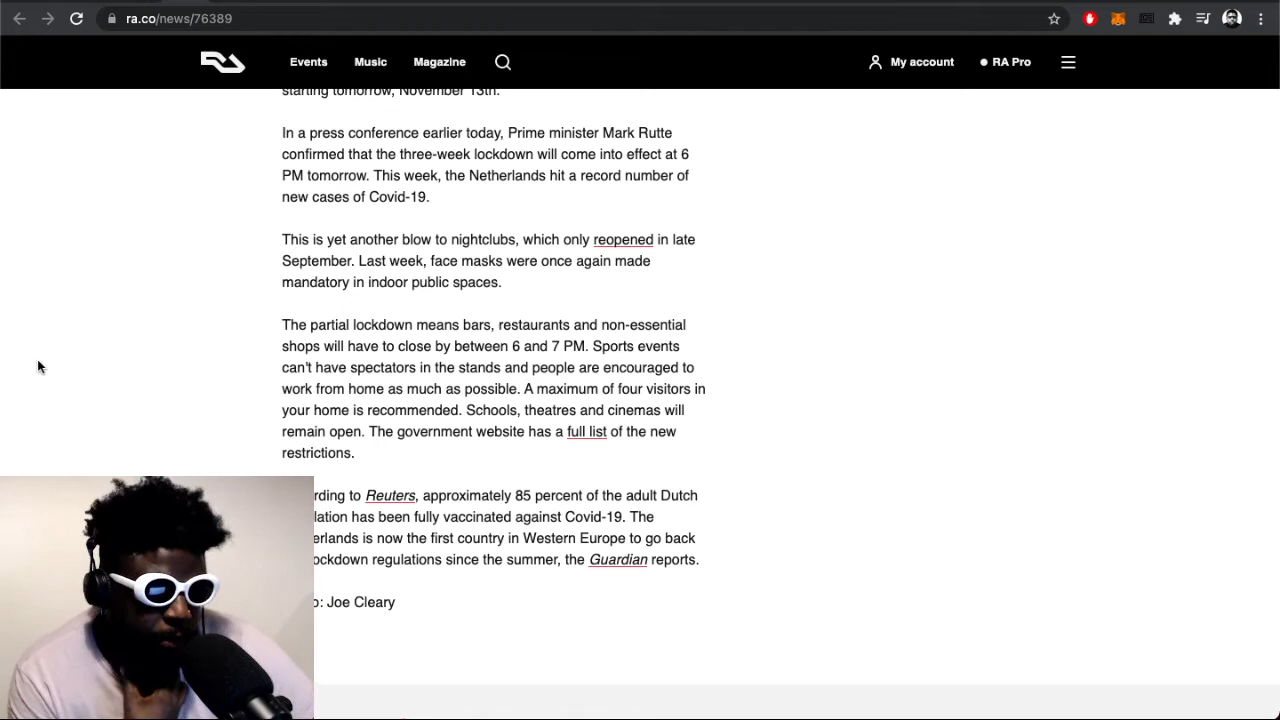 ra.co/news/76389
Events Music Magazine My account RA Pro
starting tomorrow, November 13th.
In a press conference earlier today, Prime minister Mark Rutte
confirmed that the three-week lockdown will come into effect at 6
PM tomorrow. This week, the Netherlands hit a record number of
new cases of Covid-19.
This is yet another blow to nightclubs, which only reopened in late
September. Last week, face masks were once again made
mandatory in indoor public spaces.
The partial lockdown means bars, restaurants and non-essential
shops will have to close by between 6 and 7 PM. Sports events
can't have spectators in the stands and people are encouraged to
work from home as much as possible. A maximum of four visitors in
your home is recommended. Schools, theatres and cinemas will
remain open. The government website has a full list of the new
restrictions.
rding to Reuters, approximately 85 percent of the adult Dutch
lation has been fully vaccinated against Covid-19. The
erlands is now the first country in Western Europe to go back
ockdown regulations since the summer, the Guardian reports.
o: Joe Cleary